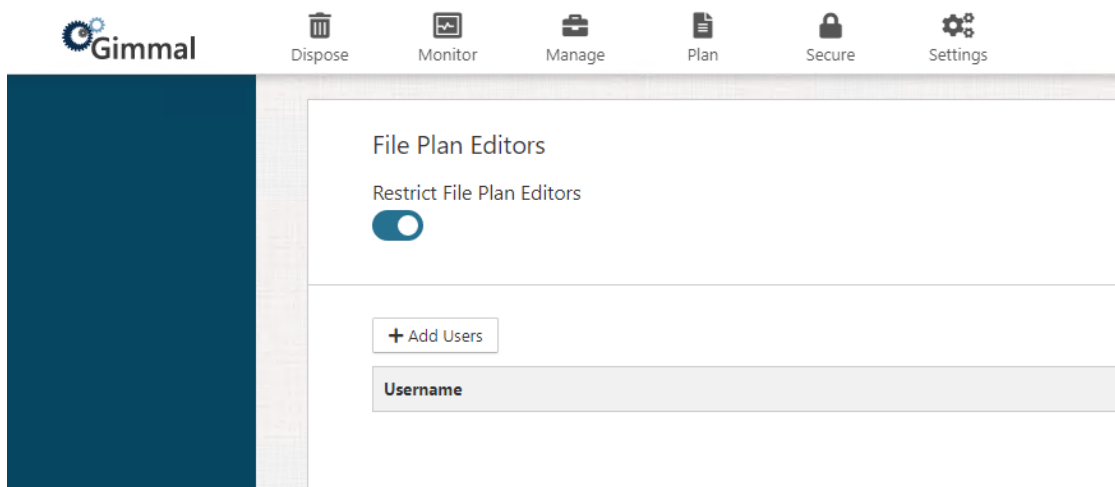 Gimmal
Dispose
Monitor
Manage
Plan
Secure
Settings
File Plan Editors
Restrict File Plan Editors
Add Users
Username